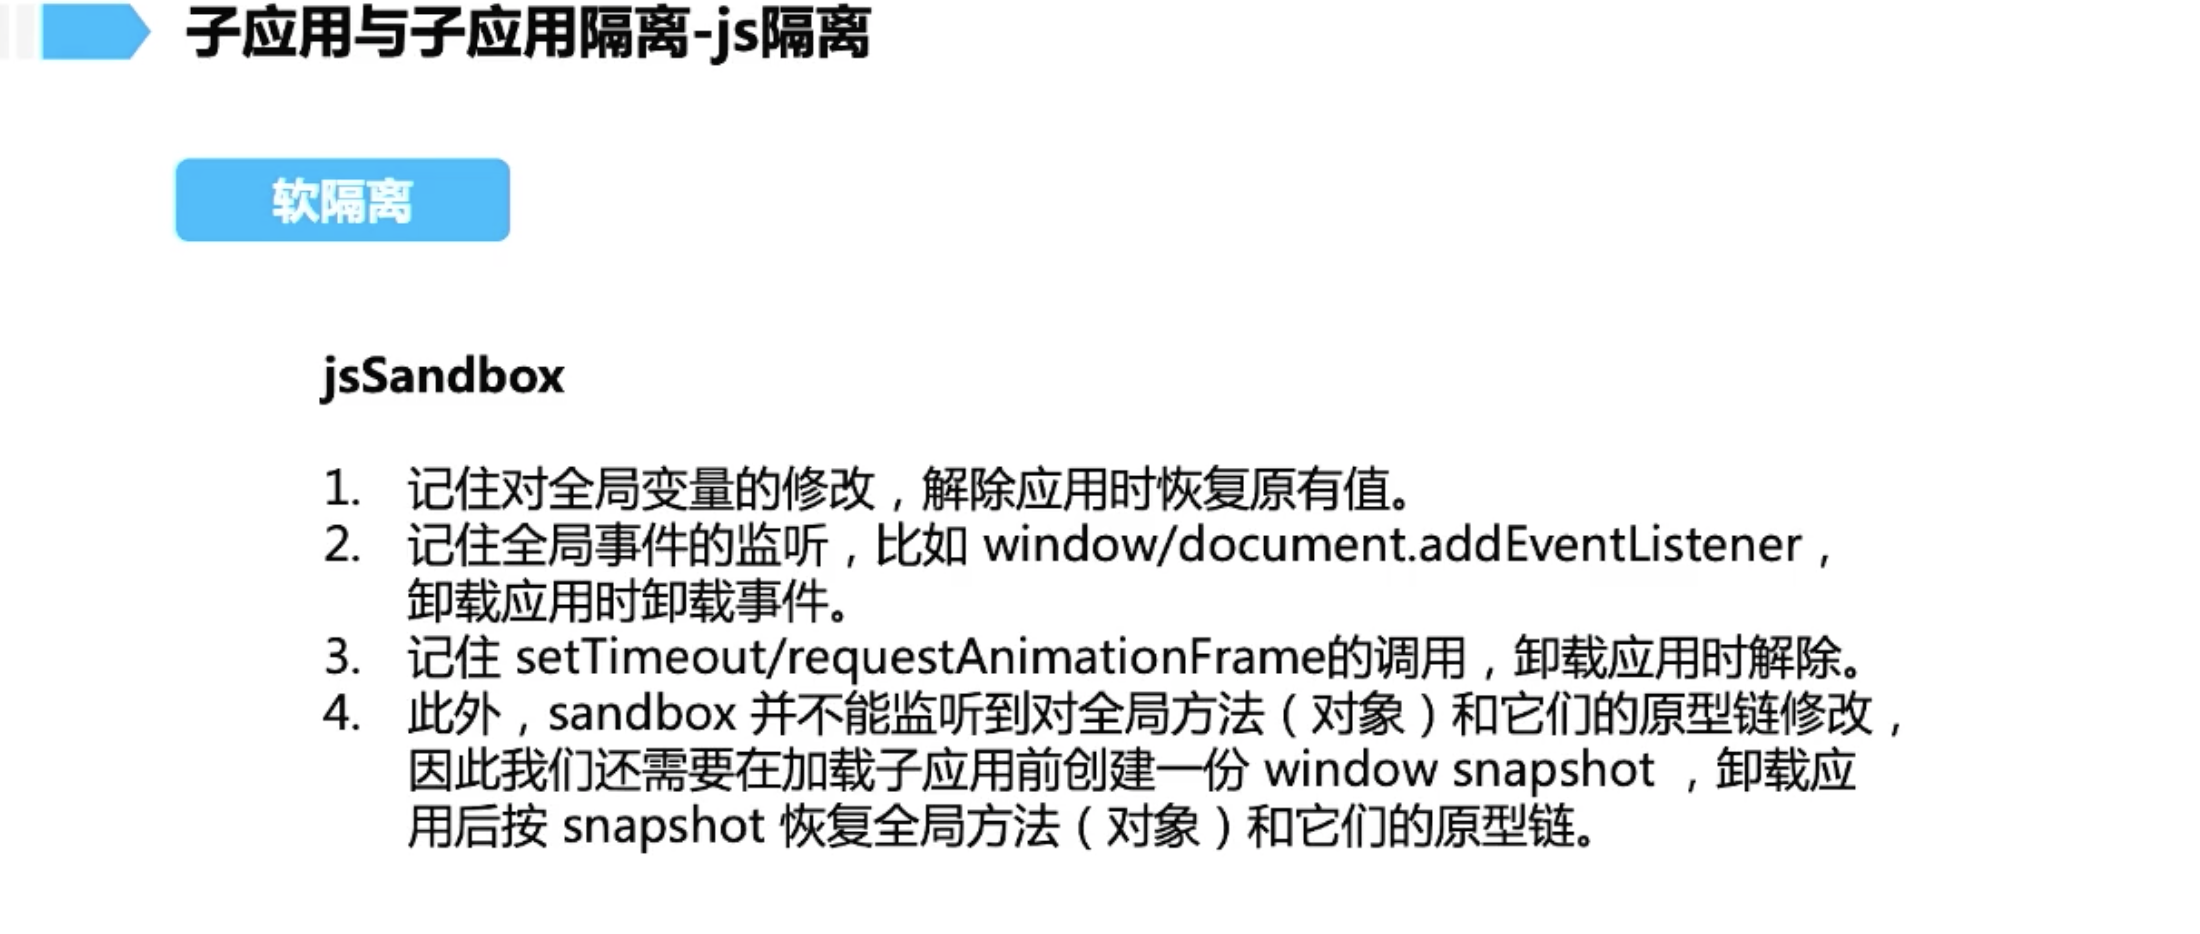 子应用与子应用隔离-js隔离
软隔离
jsSandbox
1. 记住对全局变量的修改，解除应用时恢复原有值。
2. 记住全局事件的监听，比如 window/document.addEventListener，
卸载应用时卸载事件。
3. 记住 setTimeout/requestAnimationFrame的调用，卸载应用时解除。
4. 此外，sandbox 并不能监听到对全局方法（对象）和它们的原型链修改，
因此我们还需要在加载子应用前创建一份 window snapshot ，卸载应
用后按 snapshot 恢复全局方法（对象）和它们的原型链。